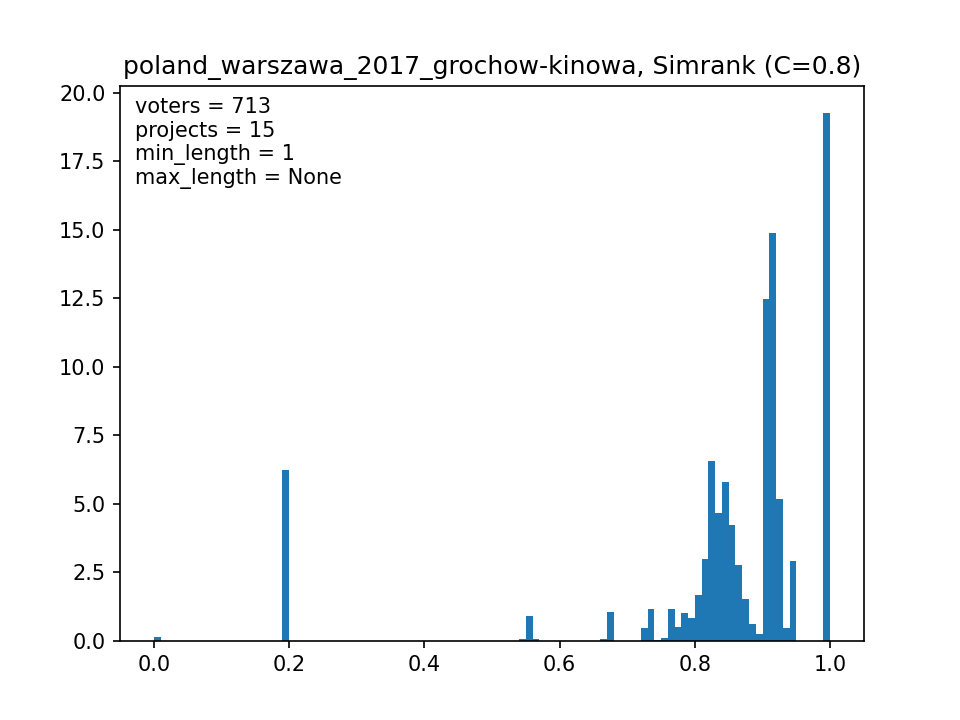 poland_warszawa_2017_grochow-kinowa, Simrank (C=0.8)
voters = 713
projects = 15
min_length = 1
max_length = None
20.0
17.5
15.0
12.5
10.0
7.5
5.0
2.5
0.0
0.0 0.2 0.4 0.6 0.8 1.0